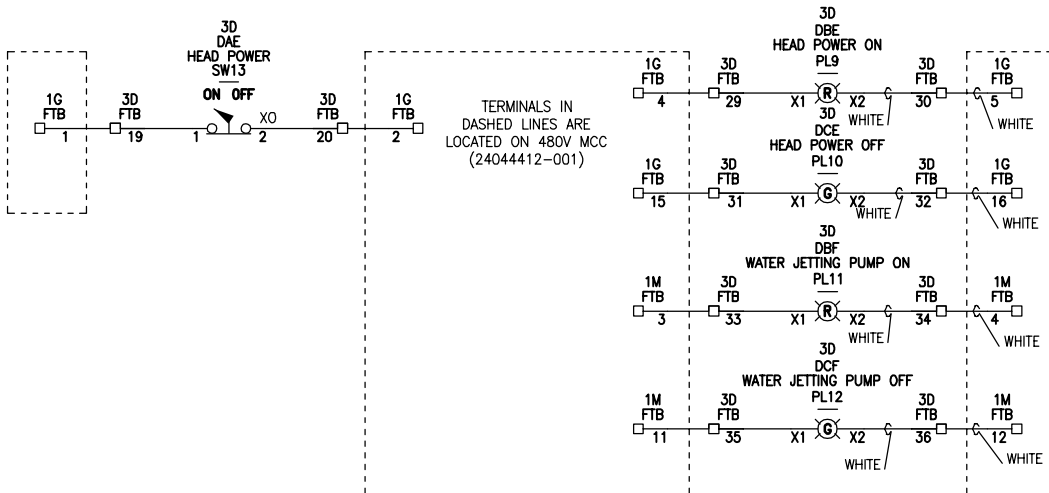 3D
DAE
HEAD POWER
SW13
ON OFF
1G
FTB
1
3D
FTB
19
1
XO
2
3D
FTB
20
1G
FTB
2
TERMINALS IN
DASHED LINES ARE
LOCATED ON 480V MCC
(24044412-001)
3D
DBE
HEAD POWER ON
PL9
1G
FTB
4
3D
FTB
29
X1
R
X2
WHITE
3D
FTB
30
1G
FTB
5
WHITE
3D
DCE
HEAD POWER OFF
PL10
1G
FTB
15
3D
FTB
31
X1
G
X2
WHITE
3D
FTB
32
1G
FTB
16
WHITE
3D
DBF
WATER JETTING PUMP ON
PL11
1M
FTB
3
3D
FTB
33
X1
R
X2
WHITE
3D
FTB
34
1M
FTB
4
WHITE
3D
DCF
WATER JETTING PUMP OFF
PL12
1M
FTB
11
3D
FTB
35
X1
G
X2
WHITE
3D
FTB
36
1M
FTB
12
WHITE